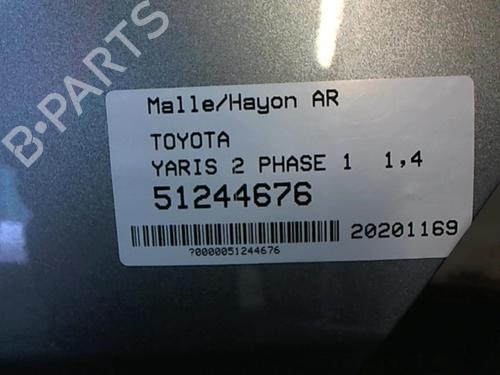 B-PARTS
Malle/Hayon AR
TOYOTA
YARIS 2 PHASE 1 1,4
51244676
20201169
?0000051244676